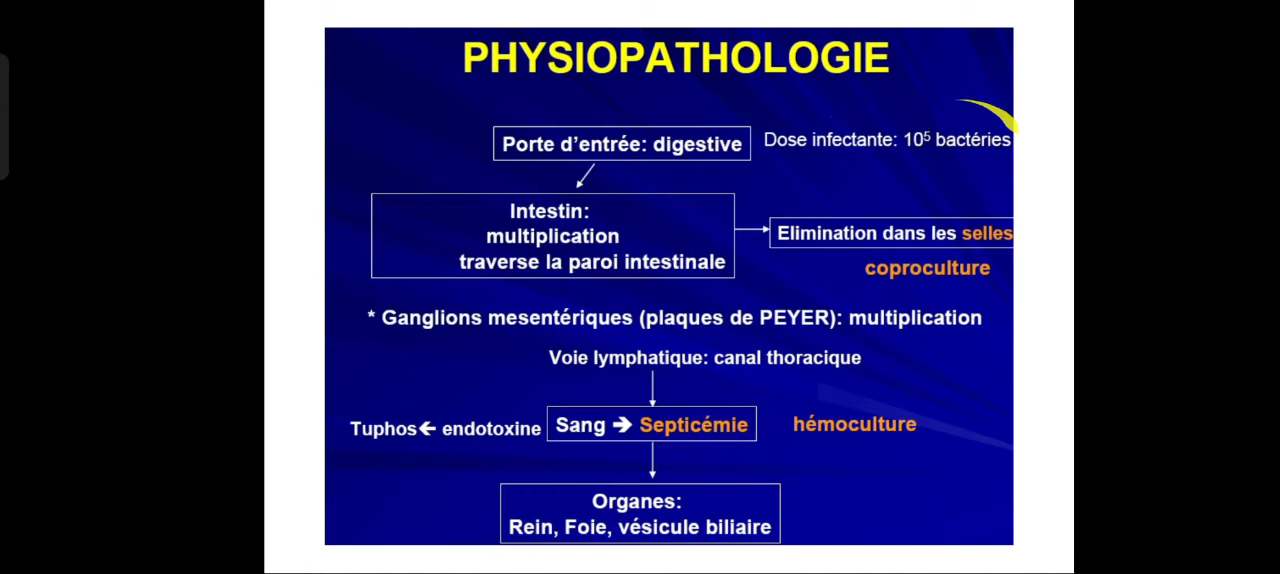 PHYSIOPATHOLOGIE
Porte d’entrée: digestive
Dose infectante: 10⁵ bactéries
Intestin:
multiplication
traverse la paroi intestinale
Elimination dans les selles
coproculture
* Ganglions mesentériques (plaques de PEYER): multiplication
Voie lymphatique: canal thoracique
Tuphos ← endotoxine
Sang → Septicémie
hémoculture
Organes:
Rein, Foie, vésicule biliaire